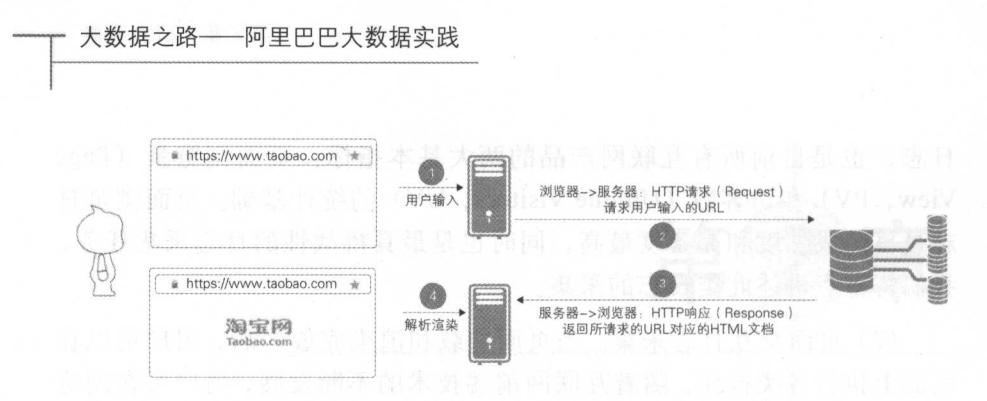 大数据之路——阿里巴巴大数据实践
https://www.taobao.com
1
用户输入
浏览器->服务器：HTTP请求（Request）
请求用户输入的URL
2
https://www.taobao.com
淘宝网
Taobao.com
4
解析渲染
3
服务器->浏览器：HTTP响应（Response）
返回所请求的URL对应的HTML文档